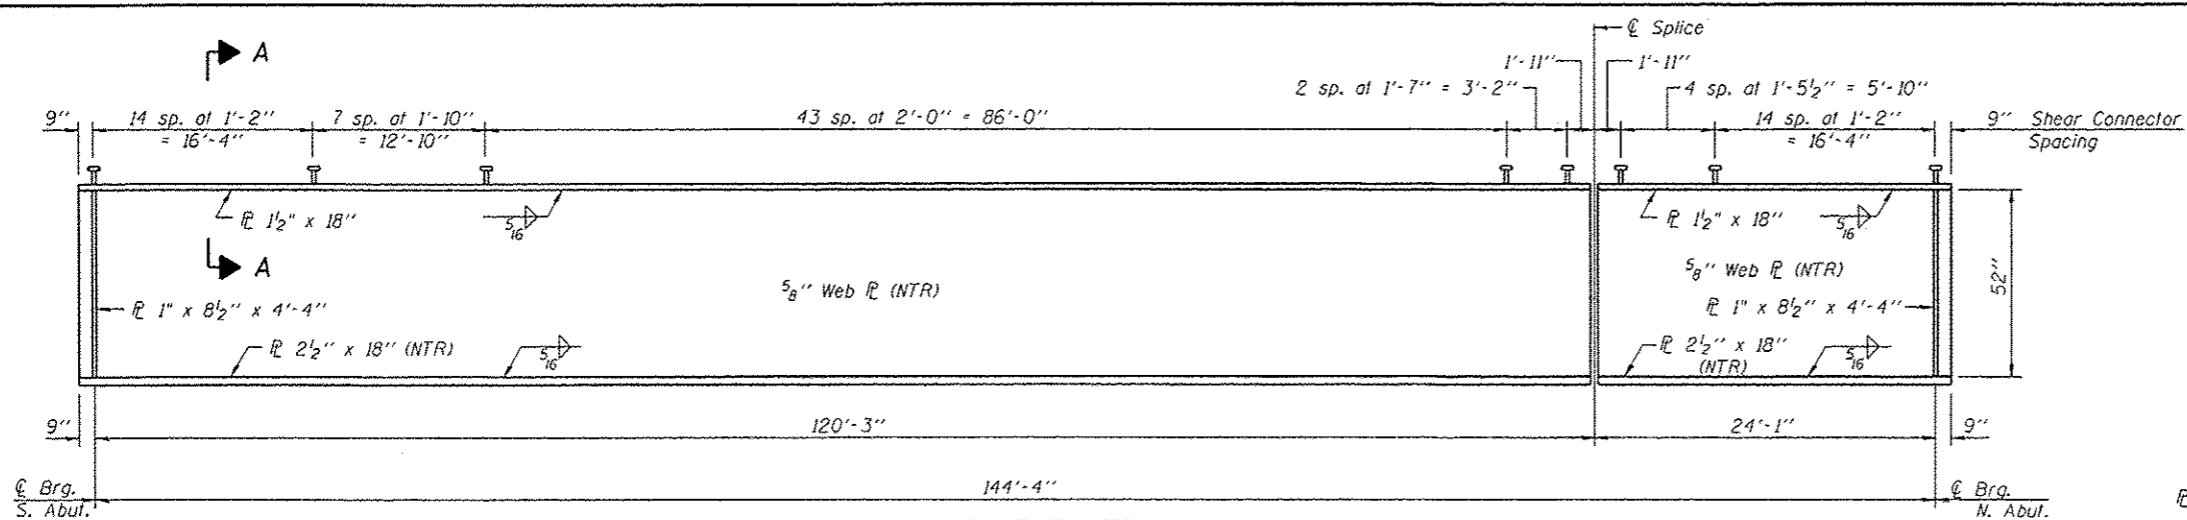 ℄ Splice
A
1'-11"
1'-11"
2 sp. at 1'-7" = 3'-2"
4 sp. at 1'-5½" = 5'-10"
9"
14 sp. at 1'-2"
= 16'-4"
7 sp. at 1'-10"
= 12'-10"
43 sp. at 2'-0" = 86'-0"
14 sp. at 1'-2"
= 16'-4"
9" Shear Connector
Spacing
℄ 1½" x 18"
5/16
℄ 1½" x 18"
5/16
A
5/8" Web ℄ (NTR)
5/8" Web ℄ (NTR)
52"
℄ 1" x 8½" x 4'-4"
℄ 1" x 8½" x 4'-4"
℄ 2½" x 18" (NTR)
5/16
℄ 2½" x 18"
(NTR)
5/16
9"
120'-3"
24'-1"
9"
℄ Brg.
S. Abut.
144'-4"
℄ Brg.
N. Abut.